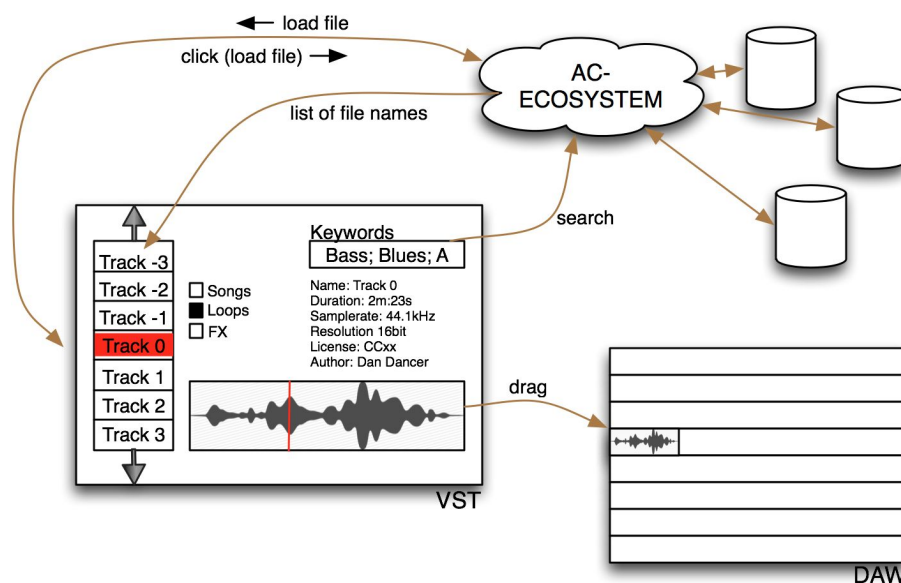 load file
click (load file)
AC-
ECOSYSTEM
list of file names
search
Keywords
Bass; Blues; A
Track -3
Track -2
Track -1
Track 0
Track 1
Track 2
Track 3
Songs
Loops
FX
Name: Track 0
Duration: 2m:23s
Samplerate: 44.1kHz
Resolution 16bit
License: CCxx
Author: Dan Dancer
drag
VST
DAW